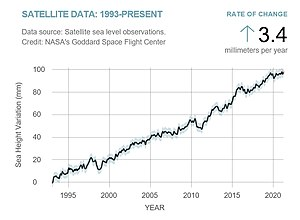 SATELLITE DATA: 1993-PRESENT
Data source: Satellite sea level observations.
Credit: NASA's Goddard Space Flight Center
RATE OF CHANGE
↑ 3.4
millimeters per year
Sea Height Variation (mm)
100
80
60
40
20
0
1995 2000 2005 2010 2015 2020
YEAR